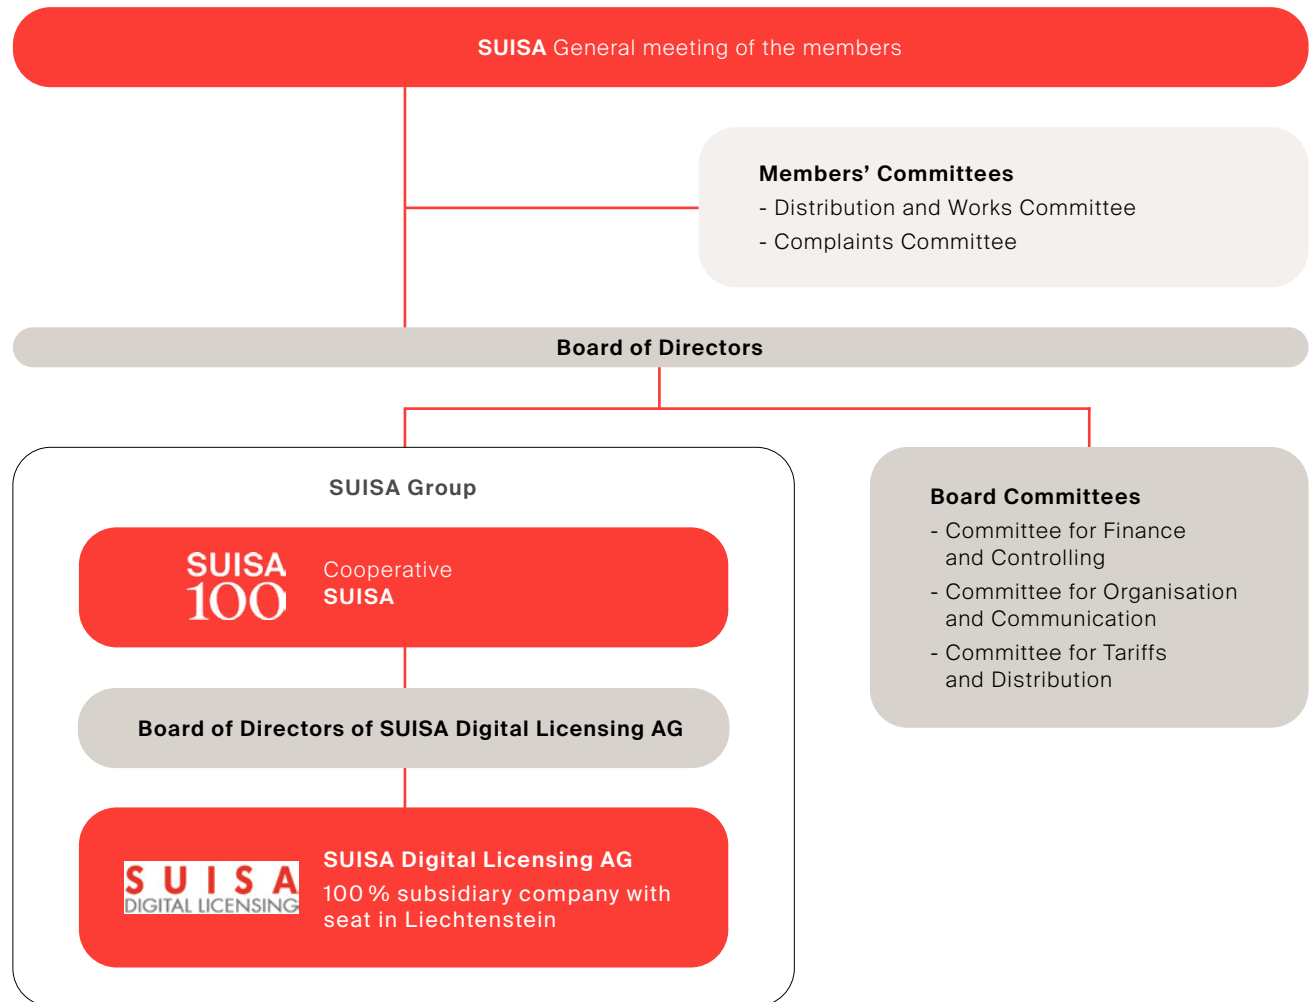 SUISA General meeting of the members
Members’ Committees
- Distribution and Works Committee
- Complaints Committee
Board of Directors
SUISA Group
SUISA
100
Cooperative
SUISA
Board of Directors of SUISA Digital Licensing AG
SUISA
DIGITAL LICENSING
SUISA Digital Licensing AG
100 % subsidiary company with
seat in Liechtenstein
Board Committees
- Committee for Finance
and Controlling
- Committee for Organisation
and Communication
- Committee for Tariffs
and Distribution